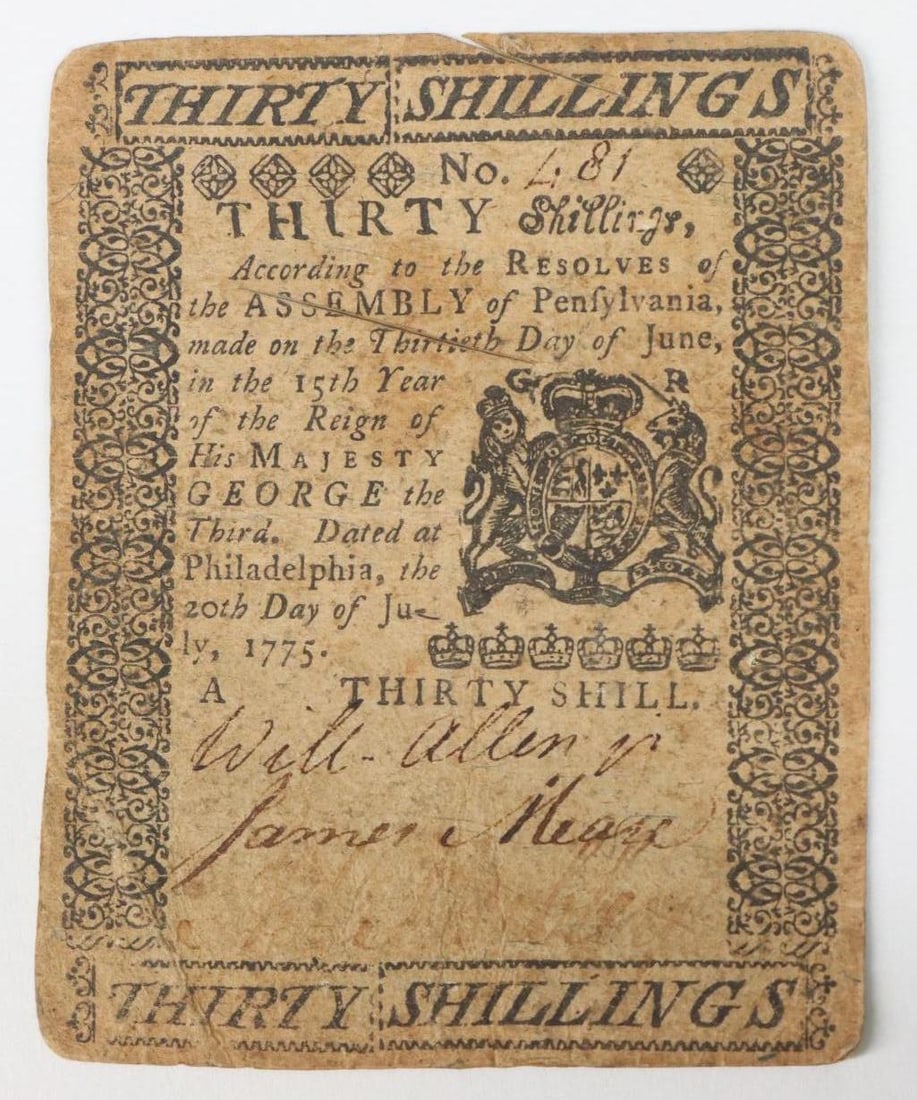 THIRTY SHILLINGS
No. 481
THIRTY Shillings,
According to the RESOLVES of
the ASSEMBLY of Penſylvania,
made on the Thirtieth Day of June,
in the 15th Year
of the Reign of
His MAJESTY
GEORGE the
Third. Dated at
Philadelphia, the
20th Day of Ju-
ly, 1775.
G R
A THIRTY SHILL.
Will. Allen jr
James Mease
THIRTY SHILLINGS